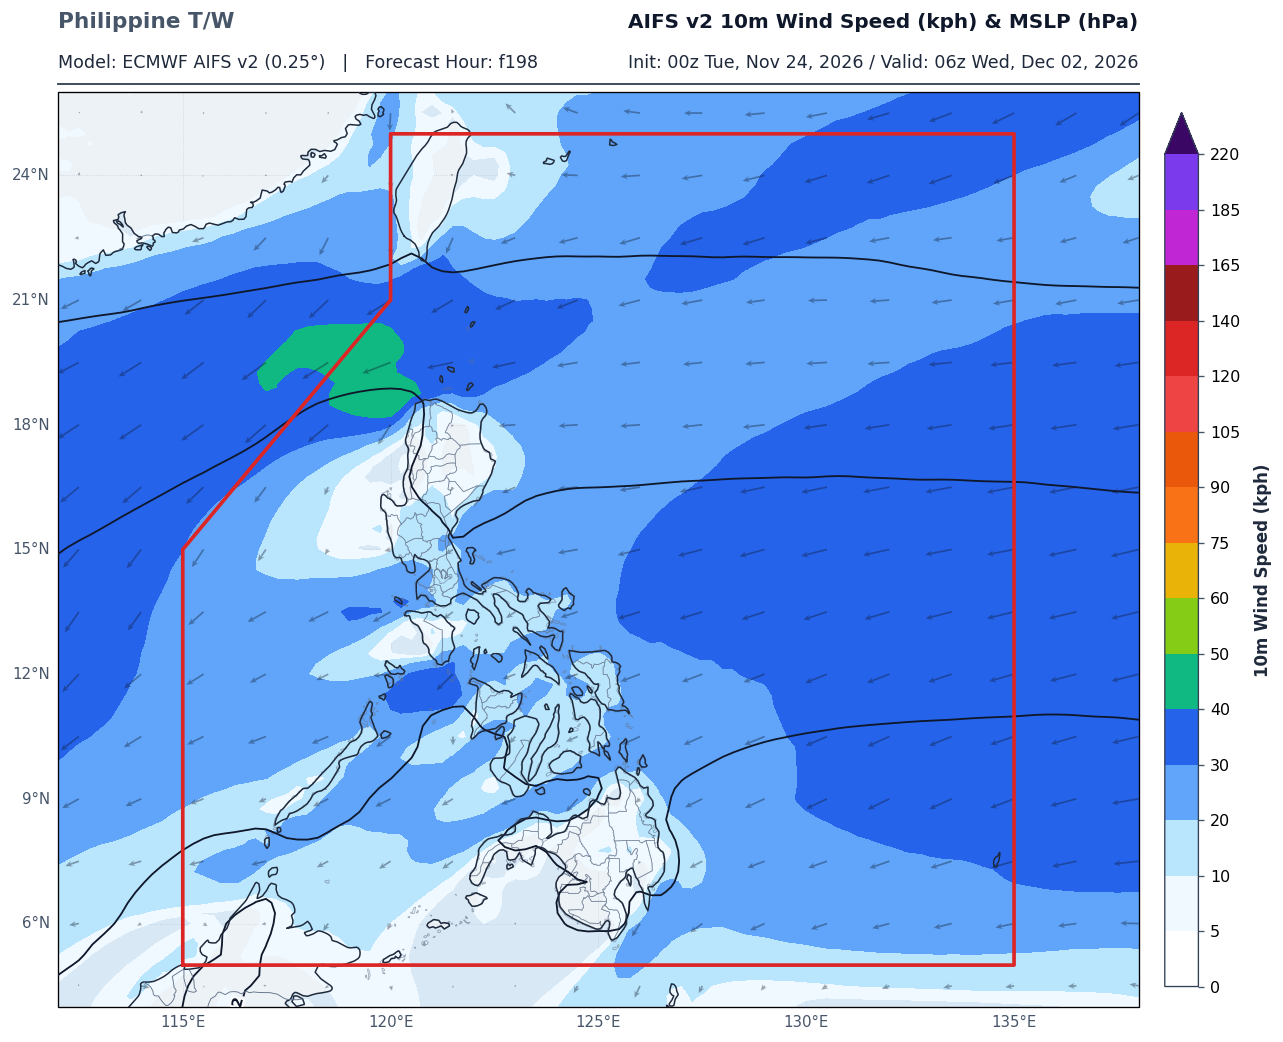 Philippine T/W
AIFS v2 10m Wind Speed (kph) & MSLP (hPa)
Model: ECMWF AIFS v2 (0.25°) | Forecast Hour: f198
Init: 00z Tue, Nov 24, 2026 / Valid: 06z Wed, Dec 02, 2026
24°N
21°N
18°N
15°N
12°N
9°N
6°N
115°E
120°E
125°E
130°E
135°E
220
185
165
140
120
105
90
75
60
50
40
30
20
10
5
0
10m Wind Speed (kph)